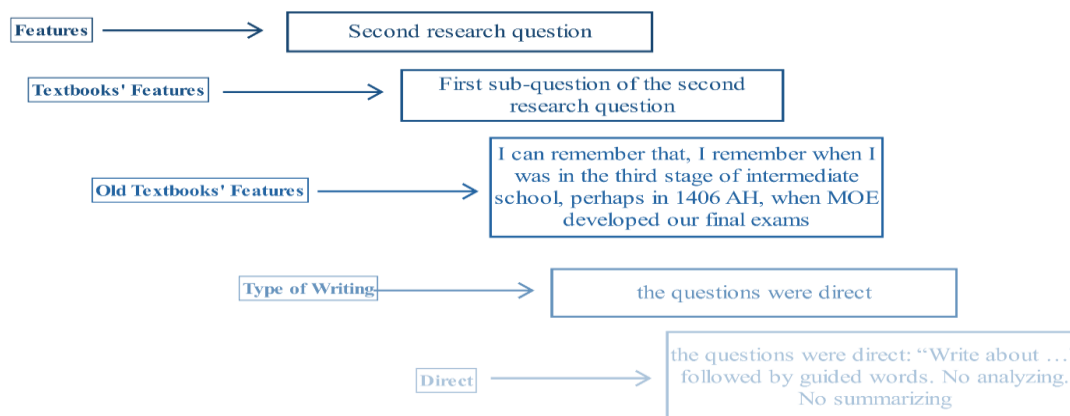 Features
Second research question
Textbooks' Features
First sub-question of the second
research question
Old Textbooks' Features
I can remember that, I remember when I
was in the third stage of intermediate
school, perhaps in 1406 AH, when MOE
developed our final exams
Type of Writing
the questions were direct
Direct
the questions were direct: “Write about …
followed by guided words. No analyzing.
No summarizing